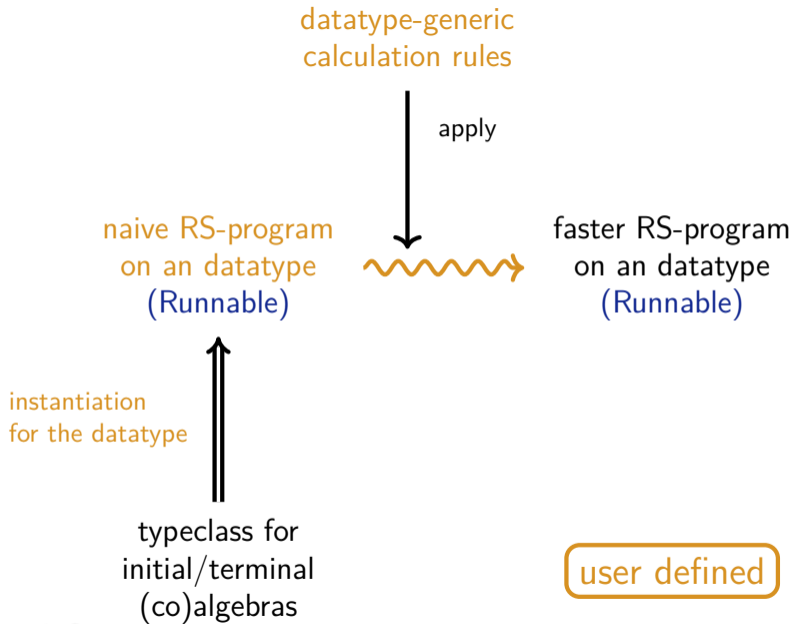 datatype-generic
calculation rules
apply
naive RS-program
on an datatype
(Runnable)
faster RS-program
on an datatype
(Runnable)
instantiation
for the datatype
typeclass for
initial/terminal
(co)algebras
user defined